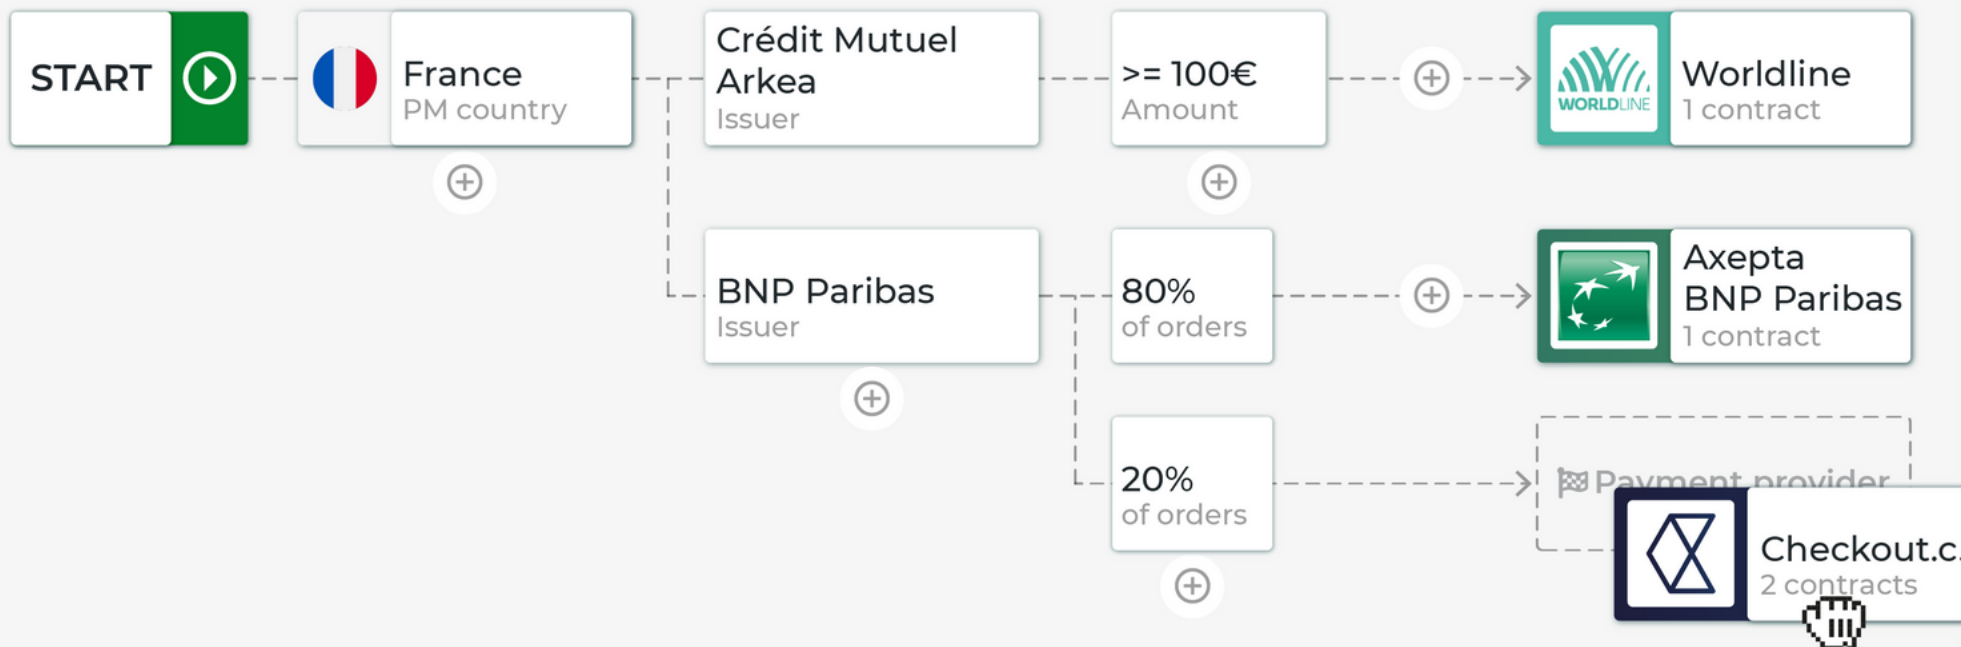 START
France
PM country
Crédit Mutuel
Arkea
Issuer
>= 100€
Amount
WORLDLINE
Worldline
1 contract
BNP Paribas
Issuer
80%
of orders
Axepta
BNP Paribas
1 contract
20%
of orders
Payment provider
Checkout.c.
2 contracts